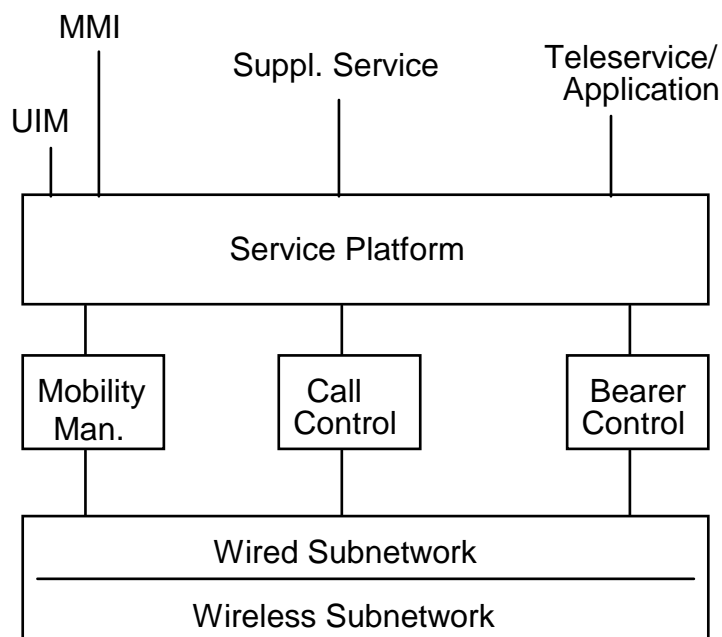 MMI
Suppl. Service
Teleservice/
Application
UIM
Service Platform
Mobility
Man.
Call
Control
Bearer
Control
Wired Subnetwork
Wireless Subnetwork